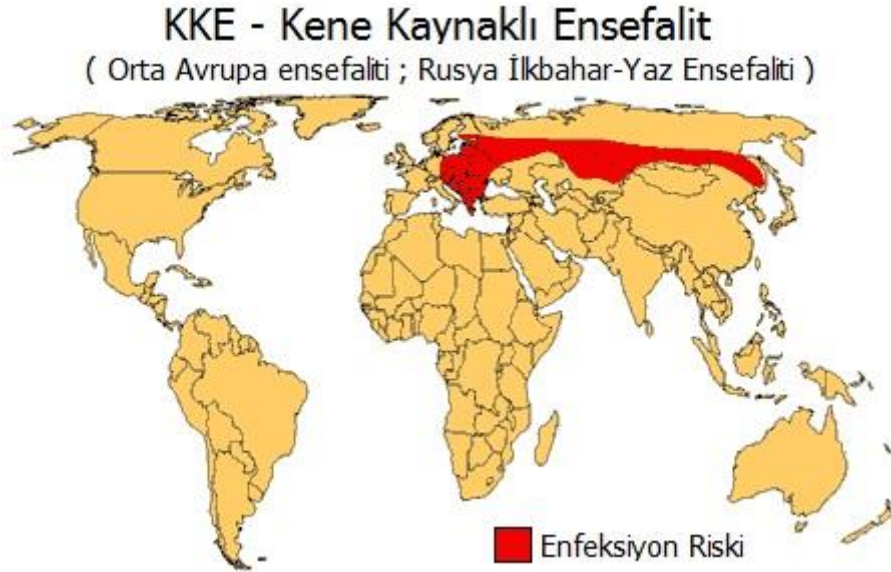 KKE - Kene Kaynaklı Ensefalit
( Orta Avrupa ensefaliti ; Rusya İlkbahar-Yaz Ensefaliti )
Enfeksiyon Riski